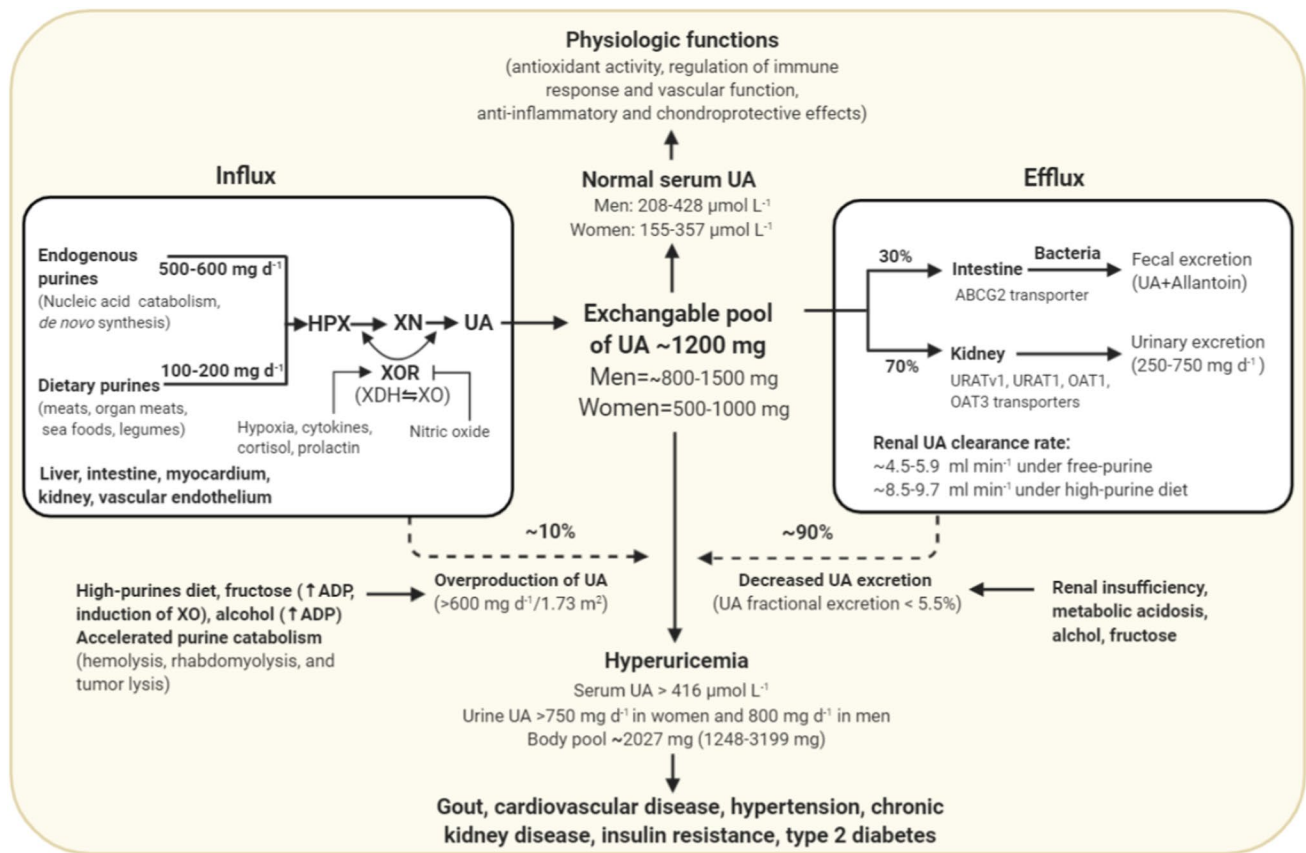 Physiologic functions
(antioxidant activity, regulation of immune
response and vascular function,
anti-inflammatory and chondroprotective effects)
Normal serum UA
Men: 208-428 µmol L⁻¹
Women: 155-357 µmol L⁻¹
Influx
Endogenous
purines
500-600 mg d⁻¹
(Nucleic acid catabolism,
de novo synthesis)
HPX XN UA
100-200 mg d⁻¹
Dietary purines
(meats, organ meats,
sea foods, legumes)
XOR
(XDH⇋XO)
Hypoxia, cytokines,
cortisol, prolactin
Nitric oxide
Liver, intestine, myocardium,
kidney, vascular endothelium
Exchangable pool
of UA ~1200 mg
Men=~800-1500 mg
Women=500-1000 mg
Efflux
30%
Intestine
ABCG2 transporter
Bacteria
Fecal excretion
(UA+Allantoin)
70%
Kidney
URATv1, URAT1, OAT1,
OAT3 transporters
Urinary excretion
(250-750 mg d⁻¹)
Renal UA clearance rate:
~4.5-5.9 ml min⁻¹ under free-purine
~8.5-9.7 ml min⁻¹ under high-purine diet
~10%
~90%
High-purines diet, fructose (↑ADP,
induction of XO), alcohol (↑ADP)
Accelerated purine catabolism
(hemolysis, rhabdomyolysis, and
tumor lysis)
Overproduction of UA
(>600 mg d⁻¹/1.73 m²)
Decreased UA excretion
(UA fractional excretion < 5.5%)
Renal insufficiency,
metabolic acidosis,
alchol, fructose
Hyperuricemia
Serum UA > 416 µmol L⁻¹
Urine UA >750 mg d⁻¹ in women and 800 mg d⁻¹ in men
Body pool ~2027 mg (1248-3199 mg)
Gout, cardiovascular disease, hypertension, chronic
kidney disease, insulin resistance, type 2 diabetes